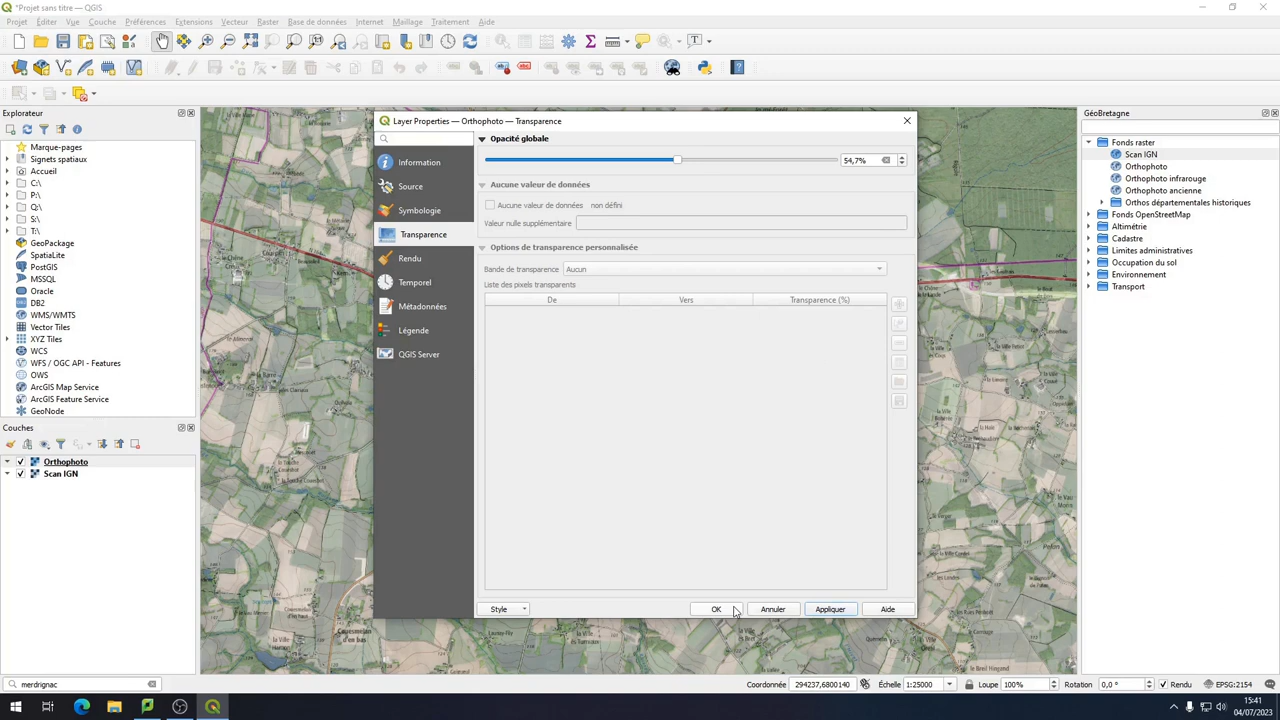 *Projet sans titre — QGIS
Projet Éditer Vue Couche Préférences Extensions Vecteur Raster Base de données Internet Maillage Traitement Aide
Explorateur
Marque-pages
Signets spatiaux
Accueil
C:\
P:\
Q:\
S:\
T:\
GeoPackage
SpatiaLite
PostGIS
MSSQL
Oracle
DB2
WMS/WMTS
Vector Tiles
XYZ Tiles
WCS
WFS / OGC API - Features
OWS
ArcGIS Map Service
ArcGIS Feature Service
GeoNode
Couches
Orthophoto
Scan IGN
Layer Properties — Orthophoto — Transparence
Information
Source
Symbologie
Transparence
Rendu
Temporel
Métadonnées
Légende
QGIS Server
Opacité globale
54,7%
Aucune valeur de données
Aucune valeur de données non défini
Valeur nulle supplémentaire
Options de transparence personnalisée
Bande de transparence Aucun
Liste des pixels transparents
De Vers Transparence (%)
Style OK Annuler Appliquer Aide
GéoBretagne
Fonds raster
Scan IGN
Orthophoto
Orthophoto infrarouge
Orthophoto ancienne
Orthos départementales historiques
Fonds OpenStreetMap
Altimétrie
Cadastre
Limites administratives
Occupation du sol
Environnement
Transport
merdrignac
Coordonnée 294237,6800140 Échelle 1:25000 Loupe 100% Rotation 0,0 ° Rendu EPSG:2154
15:41
04/07/2023